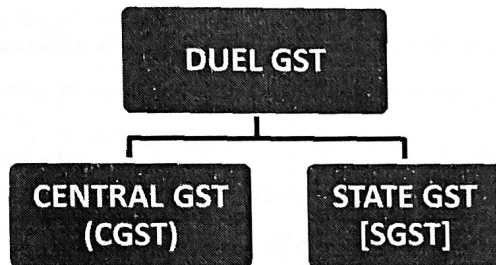 DUEL GST
CENTRAL GST
(CGST)
STATE GST
[SGST]